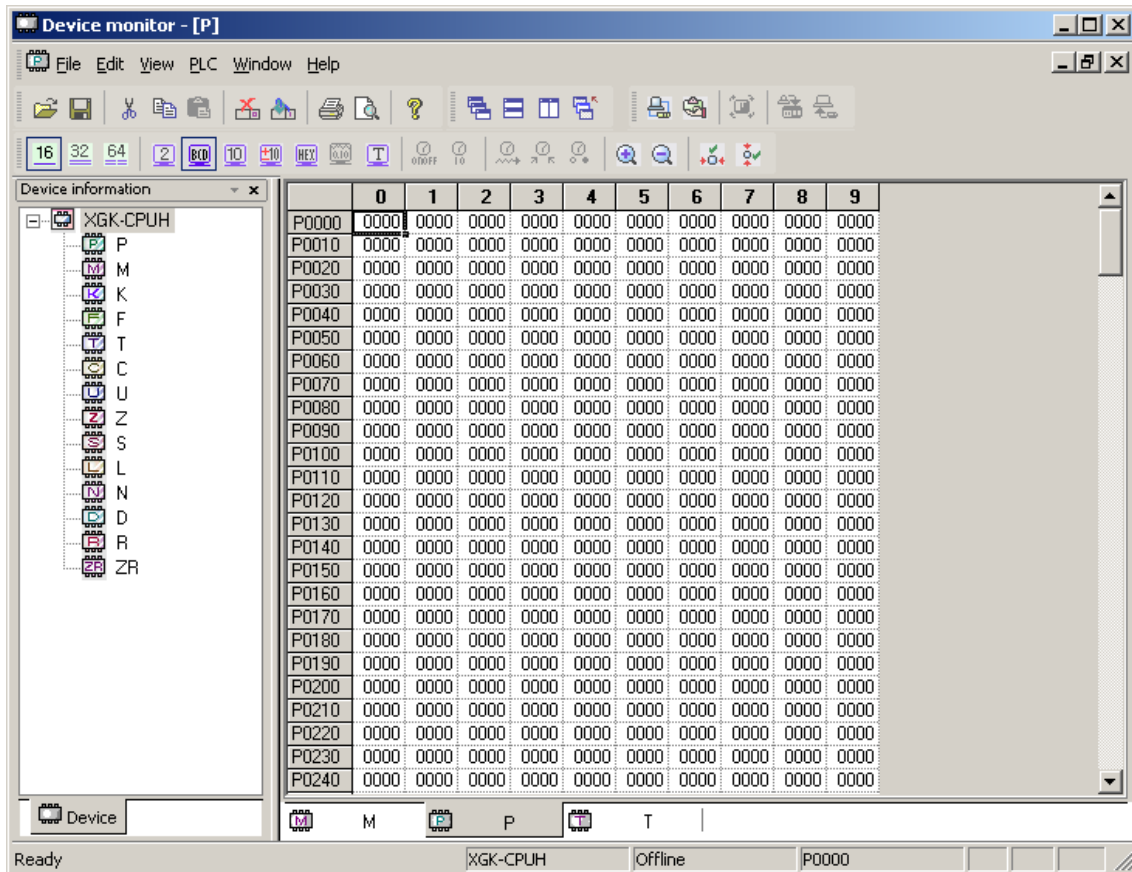 Device monitor - [P]
File Edit View PLC Window Help
16 32 64 2 BCD 10 ±10 HEX 0.10 T ON/OFF 10
Device information
XGK-CPUH
P
M
K
F
T
C
U
Z
S
L
N
D
R
ZR
Device
0 1 2 3 4 5 6 7 8 9
P0000 0000 0000 0000 0000 0000 0000 0000 0000 0000 0000
P0010 0000 0000 0000 0000 0000 0000 0000 0000 0000 0000
P0020 0000 0000 0000 0000 0000 0000 0000 0000 0000 0000
P0030 0000 0000 0000 0000 0000 0000 0000 0000 0000 0000
P0040 0000 0000 0000 0000 0000 0000 0000 0000 0000 0000
P0050 0000 0000 0000 0000 0000 0000 0000 0000 0000 0000
P0060 0000 0000 0000 0000 0000 0000 0000 0000 0000 0000
P0070 0000 0000 0000 0000 0000 0000 0000 0000 0000 0000
P0080 0000 0000 0000 0000 0000 0000 0000 0000 0000 0000
P0090 0000 0000 0000 0000 0000 0000 0000 0000 0000 0000
P0100 0000 0000 0000 0000 0000 0000 0000 0000 0000 0000
P0110 0000 0000 0000 0000 0000 0000 0000 0000 0000 0000
P0120 0000 0000 0000 0000 0000 0000 0000 0000 0000 0000
P0130 0000 0000 0000 0000 0000 0000 0000 0000 0000 0000
P0140 0000 0000 0000 0000 0000 0000 0000 0000 0000 0000
P0150 0000 0000 0000 0000 0000 0000 0000 0000 0000 0000
P0160 0000 0000 0000 0000 0000 0000 0000 0000 0000 0000
P0170 0000 0000 0000 0000 0000 0000 0000 0000 0000 0000
P0180 0000 0000 0000 0000 0000 0000 0000 0000 0000 0000
P0190 0000 0000 0000 0000 0000 0000 0000 0000 0000 0000
P0200 0000 0000 0000 0000 0000 0000 0000 0000 0000 0000
P0210 0000 0000 0000 0000 0000 0000 0000 0000 0000 0000
P0220 0000 0000 0000 0000 0000 0000 0000 0000 0000 0000
P0230 0000 0000 0000 0000 0000 0000 0000 0000 0000 0000
P0240 0000 0000 0000 0000 0000 0000 0000 0000 0000 0000
M P T
Ready XGK-CPUH Offline P0000